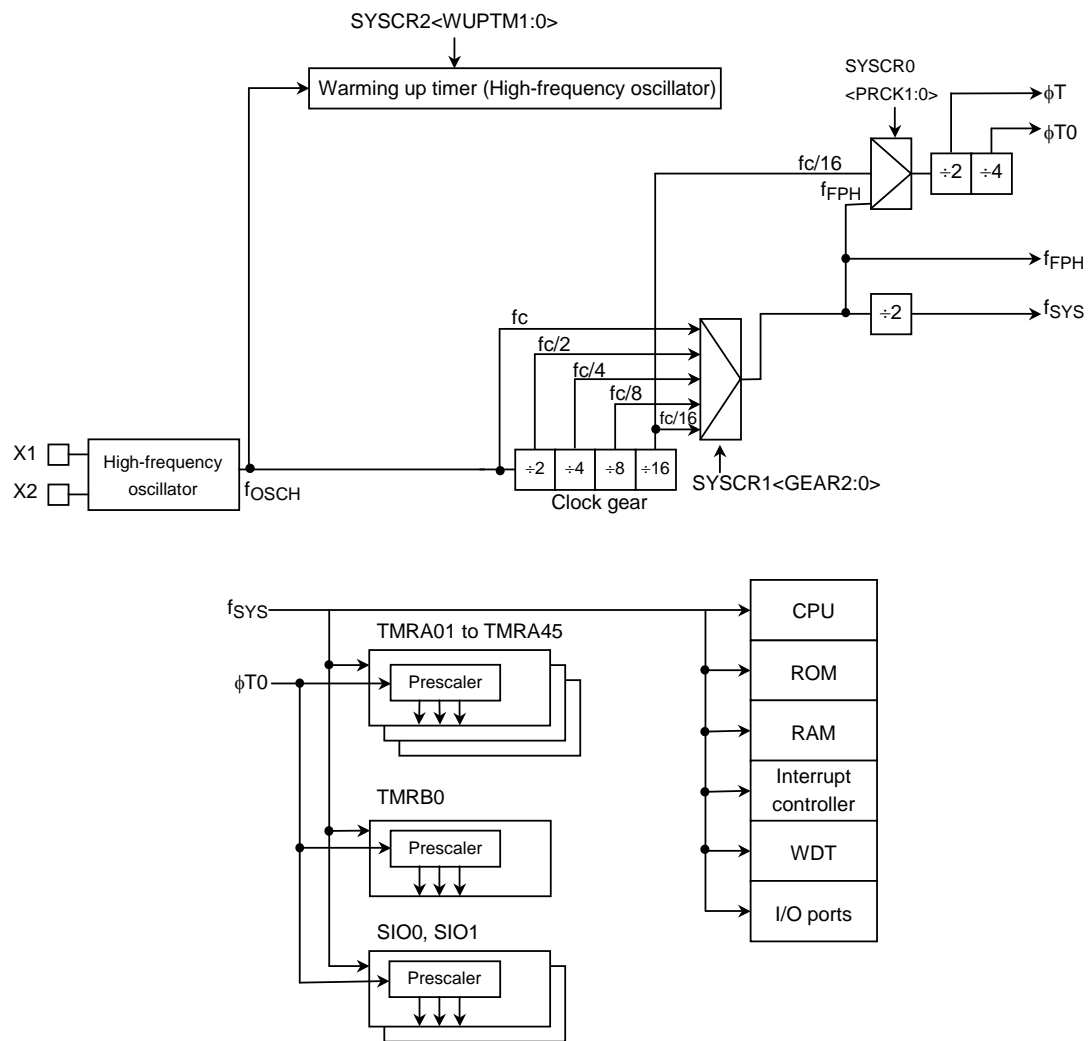 SYSCR2<WUPTM1:0>
Warming up timer (High-frequency oscillator)
SYSCR0
<PRCK1:0>
ϕT
ϕT0
fc/16
÷2
÷4
fFPH
fFPH
÷2
fSYS
fc
fc/2
fc/4
fc/8
fc/16
X1
X2
High-frequency
oscillator
fOSCH
÷2
÷4
÷8
÷16
Clock gear
SYSCR1<GEAR2:0>
fSYS
ϕT0
TMRA01 to TMRA45
Prescaler
TMRB0
Prescaler
SIO0, SIO1
Prescaler
CPU
ROM
RAM
Interrupt
controller
WDT
I/O ports